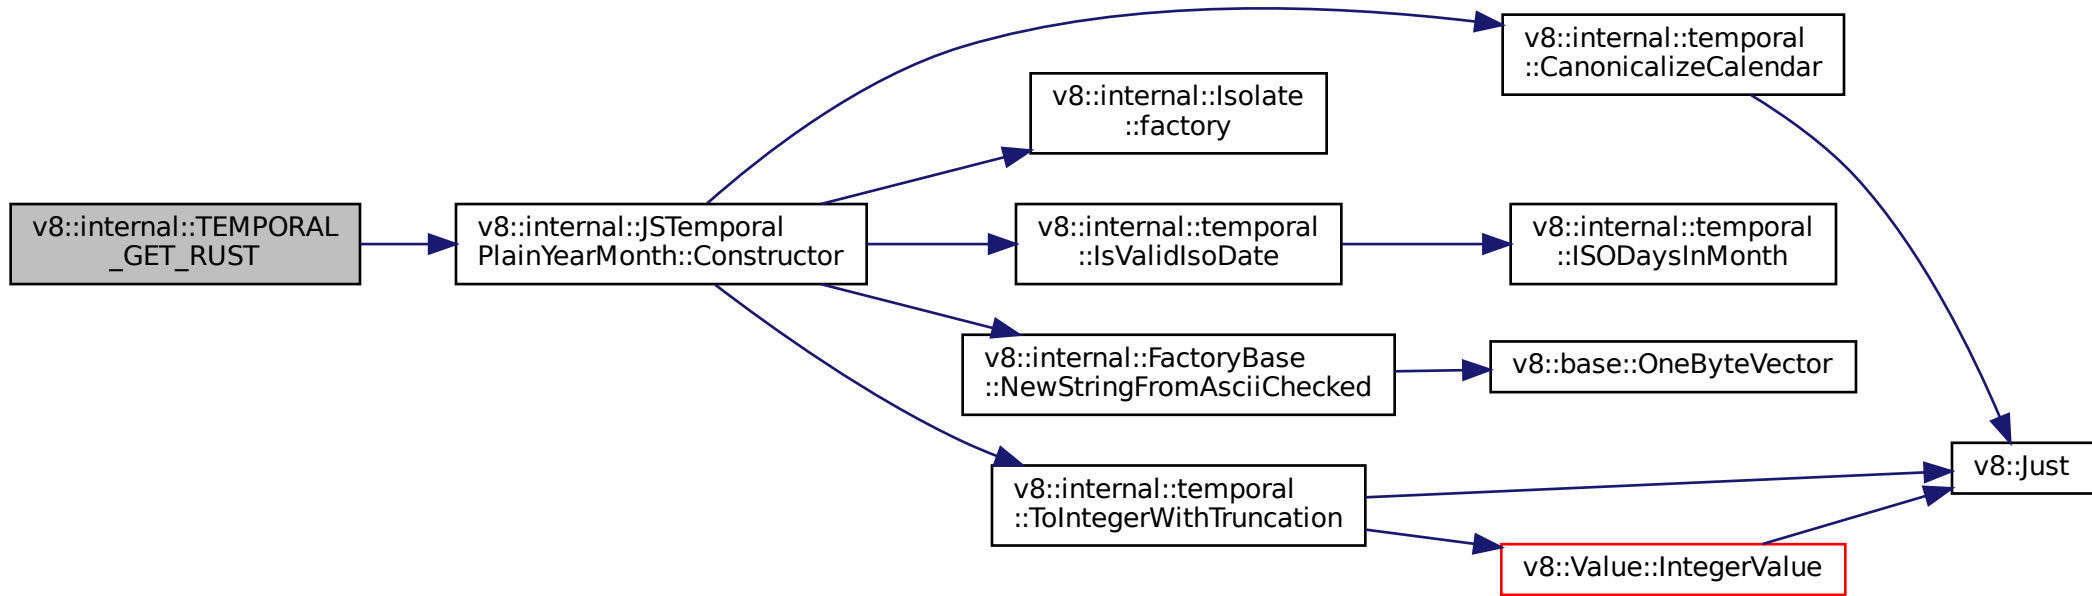 v8::internal::TEMPORAL
_GET_RUST
v8::internal::JSTemporal
PlainYearMonth::Constructor
v8::internal::temporal
::CanonicalizeCalendar
v8::internal::Isolate
::factory
v8::internal::temporal
::IsValidIsoDate
v8::internal::temporal
::ISODaysInMonth
v8::internal::FactoryBase
::NewStringFromAsciiChecked
v8::base::OneByteVector
v8::internal::temporal
::ToIntegerWithTruncation
v8::Just
v8::Value::IntegerValue